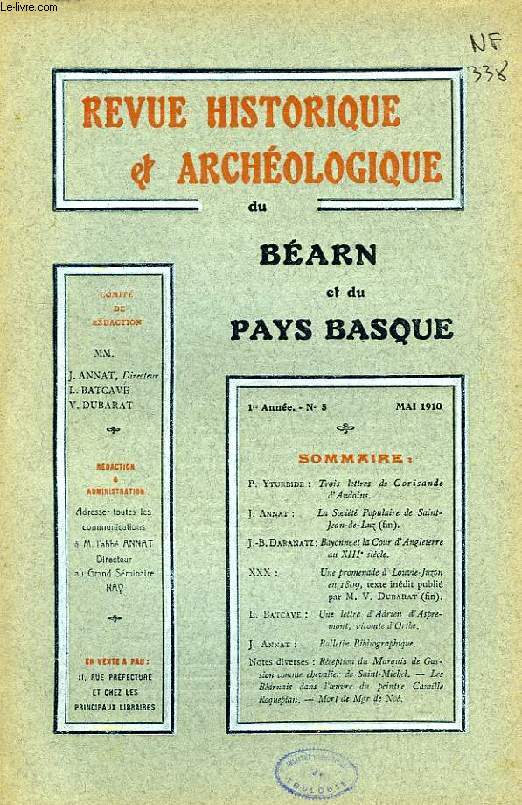 Le-livre.com
NF
338
REVUE HISTORIQUE
et ARCHÉOLOGIQUE
du
BÉARN
et du
PAYS BASQUE
COMITÉ
DE
RÉDACTION
MM.
J. ANNAT, Directeur
L. BATCAVE
V. DUBARAT
RÉDACTION
&
ADMINISTRATION
Adresser toutes les
communications
à M. l'abbé ANNAT
Directeur
au Grand Séminaire
NAY
EN VENTE A PAU :
11, RUE PRÉFECTURE
ET CHEZ LES
PRINCIPAUX LIBRAIRES
1re Année. - N° 5 MAI 1910
SOMMAIRE :
P. YTURBIDE : Trois lettres de Corisande
d'Andoins.
J. ANNAT : La Société Populaire de Saint-
Jean-de-Luz (fin).
J.-B. DARANATZ : Bayonne et la Cour d'Angleterre
au XIIIe siècle.
XXX : Une promenade à Louvie-Juzon
en 1809, texte inédit publié
par M. V. DUBARAT (fin).
L. BATCAVE : Une lettre d'Adrien d'Aspre-
mont, vicomte d'Orthe.
J. ANNAT : Bulletin Bibliographique
Notes diverses : Réception du Marquis de Gas-
sion comme chevalier de Saint-Michel. — Les
Béarnais dans l'œuvre du peintre Camille
Roqueplan. — Mort de Mgr de Noé.
TOULOUSE